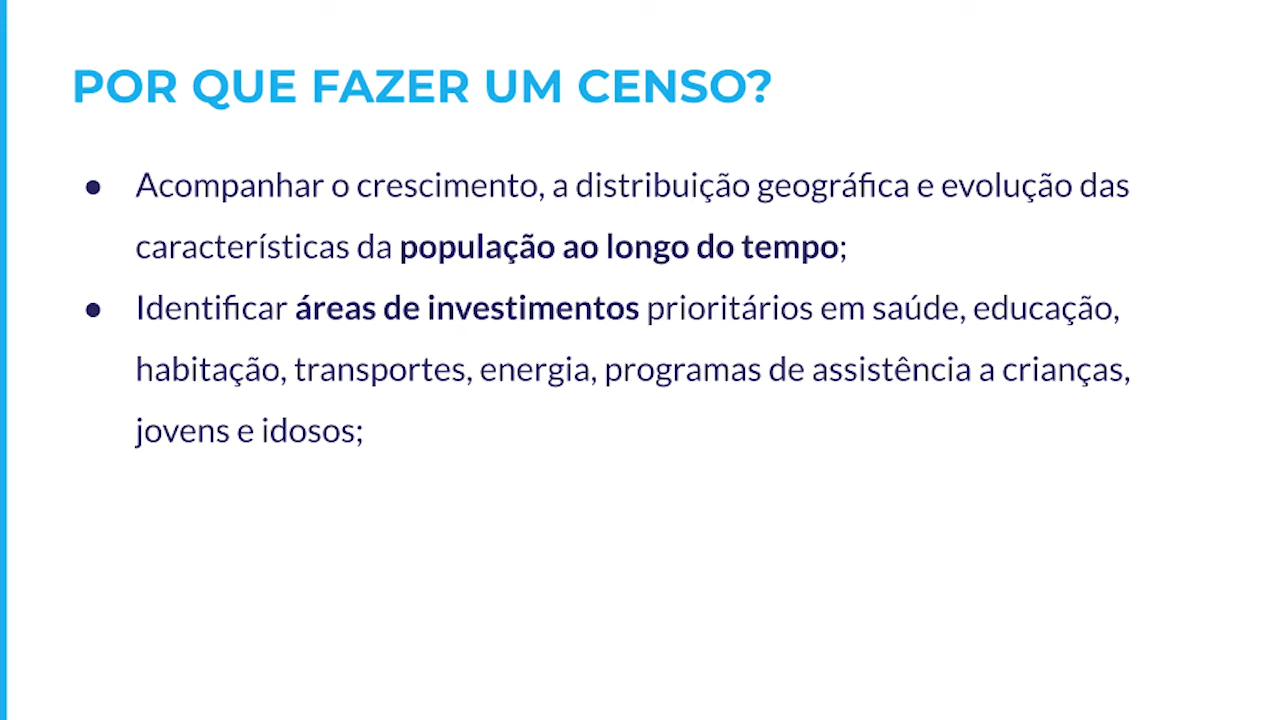 POR QUE FAZER UM CENSO?
● Acompanhar o crescimento, a distribuição geográfica e evolução das
características da população ao longo do tempo;
● Identificar áreas de investimentos prioritários em saúde, educação,
habitação, transportes, energia, programas de assistência a crianças,
jovens e idosos;